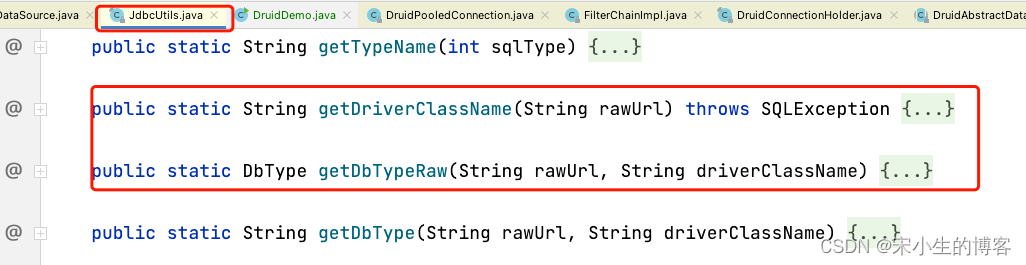 DataSource.java JdbcUtils.java DruidDemo.java DruidPooledConnection.java FilterChainImpl.java DruidConnectionHolder.java DruidAbstractData
@ public static String getTypeName(int sqlType) {...}
@ public static String getDriverClassName(String rawUrl) throws SQLException {...}
@ public static DbType getDbTypeRaw(String rawUrl, String driverClassName) {...}
@ public static String getDbType(String rawUrl, String driverClassName) {...}
CSDN @宋小生的博客